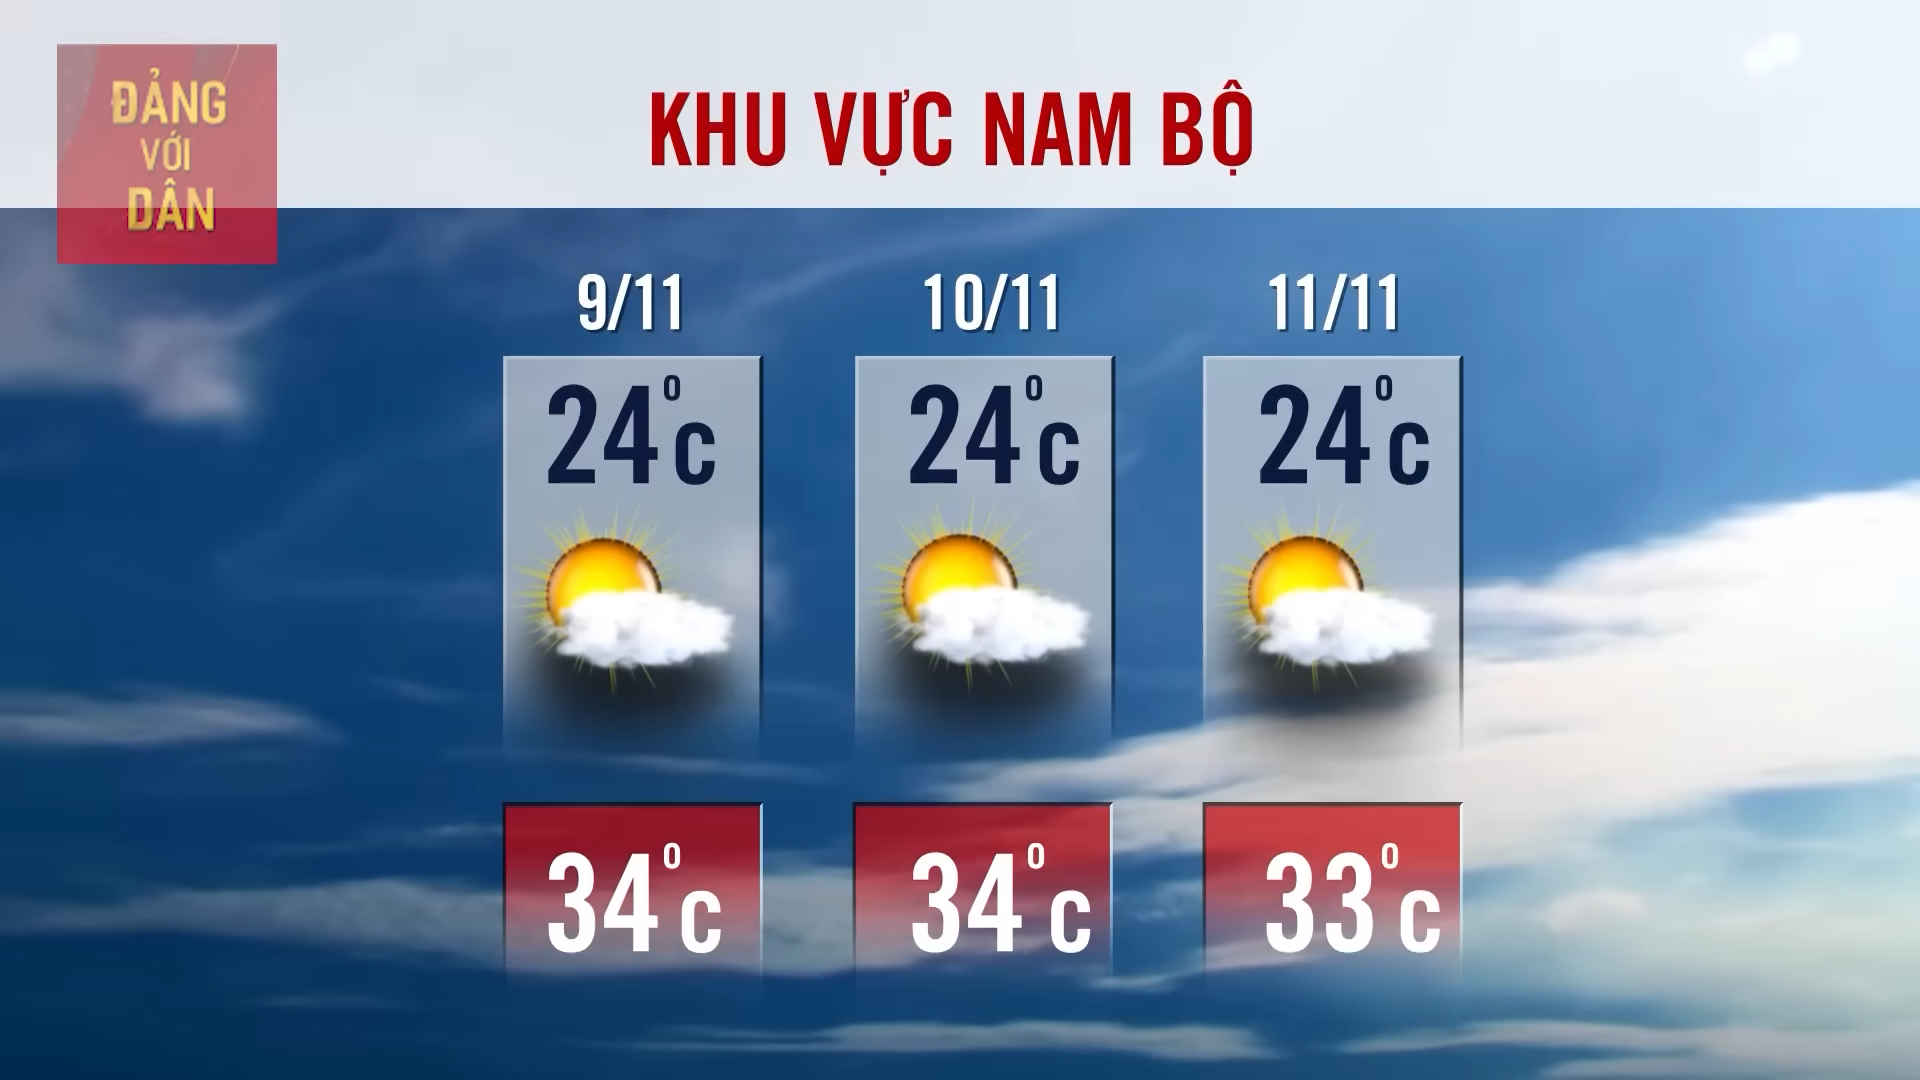 ĐẢNG
VỚI
DÂN
KHU VỰC NAM BỘ
9/11 10/11 11/11
24°C 24°C 24°C
34°C 34°C 33°C